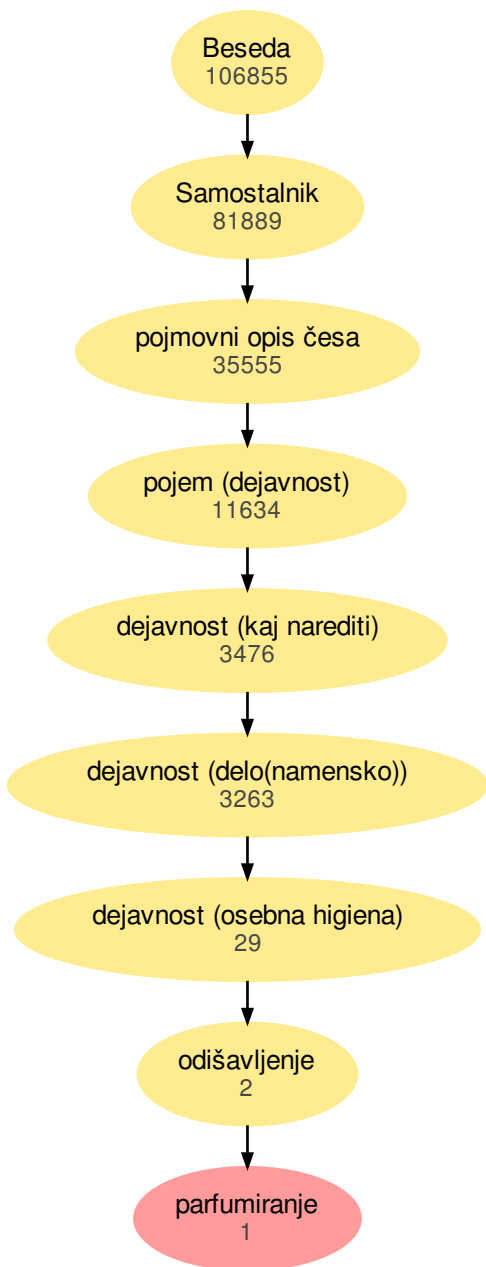 Beseda
106855
Samostalnik
81889
pojmovni opis česa
35555
pojem (dejavnost)
11634
dejavnost (kaj narediti)
3476
dejavnost (delo(namensko))
3263
dejavnost (osebna higiena)
29
odišavljenje
2
parfumiranje
1